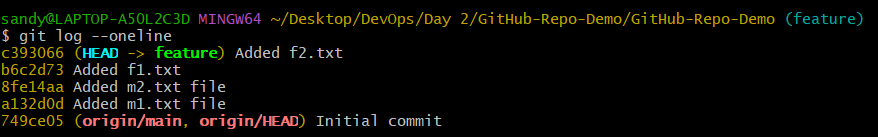 sandy@LAPTOP-A50L2C3D MINGW64 ~/Desktop/DevOps/Day 2/GitHub-Repo-Demo/GitHub-Repo-Demo (feature)
$ git log --oneline
c393066 (HEAD -> feature) Added f2.txt
b6c2d73 Added f1.txt
8fe14aa Added m2.txt file
a132d0d Added m1.txt file
749ce05 (origin/main, origin/HEAD) Initial commit